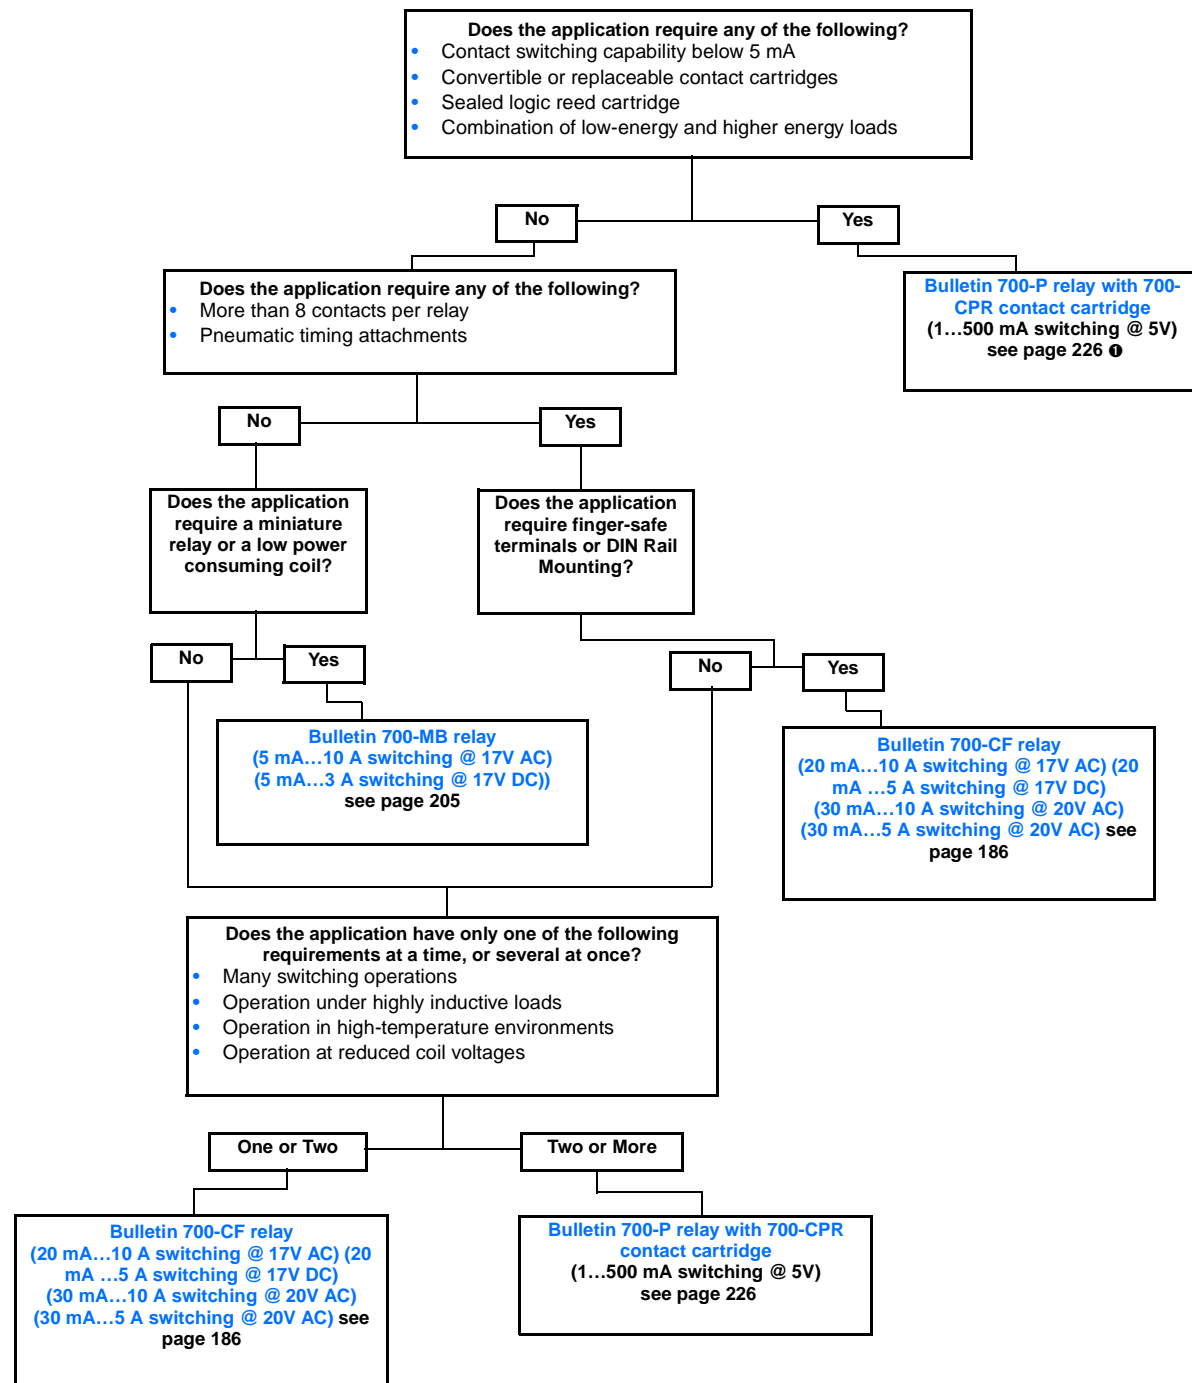 Does the application require any of the following?
• Contact switching capability below 5 mA
• Convertible or replaceable contact cartridges
• Sealed logic reed cartridge
• Combination of low-energy and higher energy loads
No
Yes
Does the application require any of the following?
• More than 8 contacts per relay
• Pneumatic timing attachments
Bulletin 700-P relay with 700-
CPR contact cartridge
(1…500 mA switching @ 5V)
see page 226 ❶
No
Yes
Does the application
require a miniature
relay or a low power
consuming coil?
Does the application
require finger-safe
terminals or DIN Rail
Mounting?
No
Yes
No
Yes
Bulletin 700-MB relay
(5 mA…10 A switching @ 17V AC)
(5 mA…3 A switching @ 17V DC))
see page 205
Bulletin 700-CF relay
(20 mA…10 A switching @ 17V AC) (20
mA …5 A switching @ 17V DC)
(30 mA…10 A switching @ 20V AC)
(30 mA…5 A switching @ 20V AC) see
page 186
Does the application have only one of the following
requirements at a time, or several at once?
• Many switching operations
• Operation under highly inductive loads
• Operation in high-temperature environments
• Operation at reduced coil voltages
One or Two
Two or More
Bulletin 700-CF relay
(20 mA…10 A switching @ 17V AC) (20
mA …5 A switching @ 17V DC)
(30 mA…10 A switching @ 20V AC)
(30 mA…5 A switching @ 20V AC) see
page 186
Bulletin 700-P relay with 700-CPR
contact cartridge
(1…500 mA switching @ 5V)
see page 226